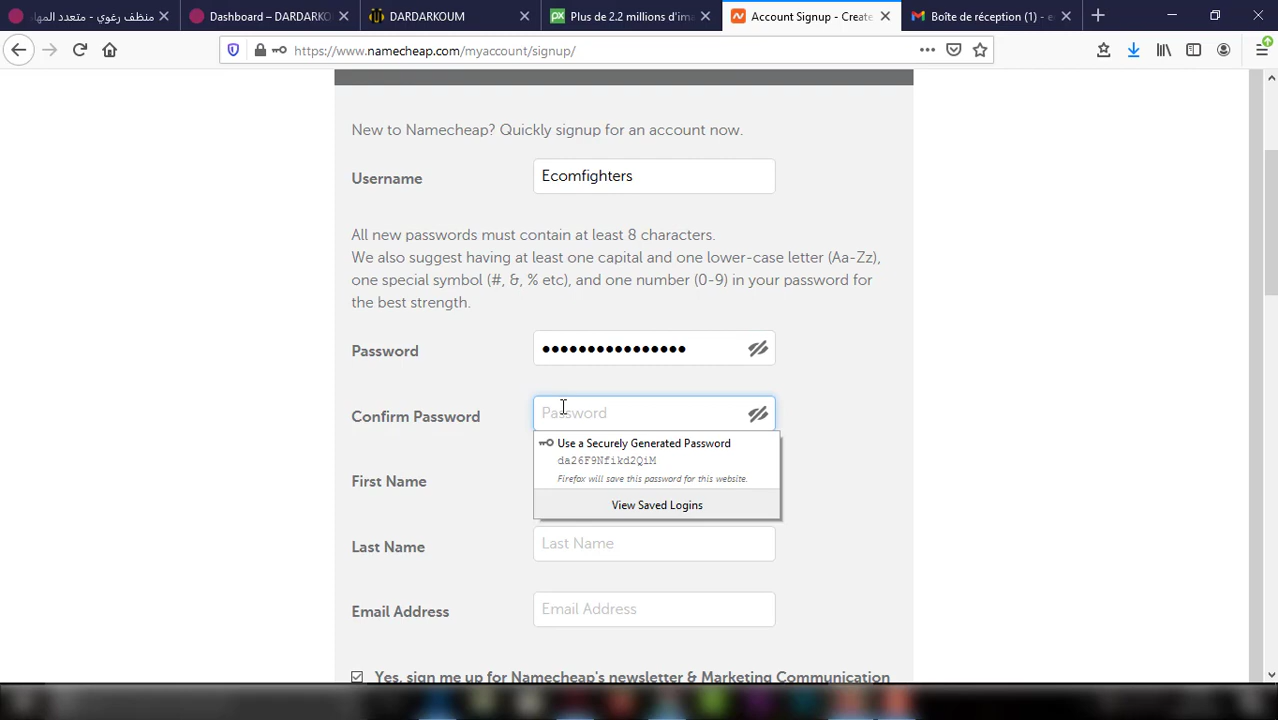 منظف رغوي - متعدد المها
Dashboard – DARDARKO
DARDARKOUM
Plus de 2.2 millions d'ima
Account Signup - Create
Boîte de réception (1) - e
https://www.namecheap.com/myaccount/signup/
New to Namecheap? Quickly signup for an account now.
Username
Ecomfighters
All new passwords must contain at least 8 characters.
We also suggest having at least one capital and one lower-case letter (Aa-Zz),
one special symbol (#, &, % etc), and one number (0-9) in your password for
the best strength.
Password
••••••••••••••••
Confirm Password
Password
Use a Securely Generated Password
da26F9Nfikd2QiM
Firefox will save this password for this website.
View Saved Logins
First Name
Last Name
Last Name
Email Address
Email Address
Yes, sign me up for Namecheap's newsletter & Marketing Communication